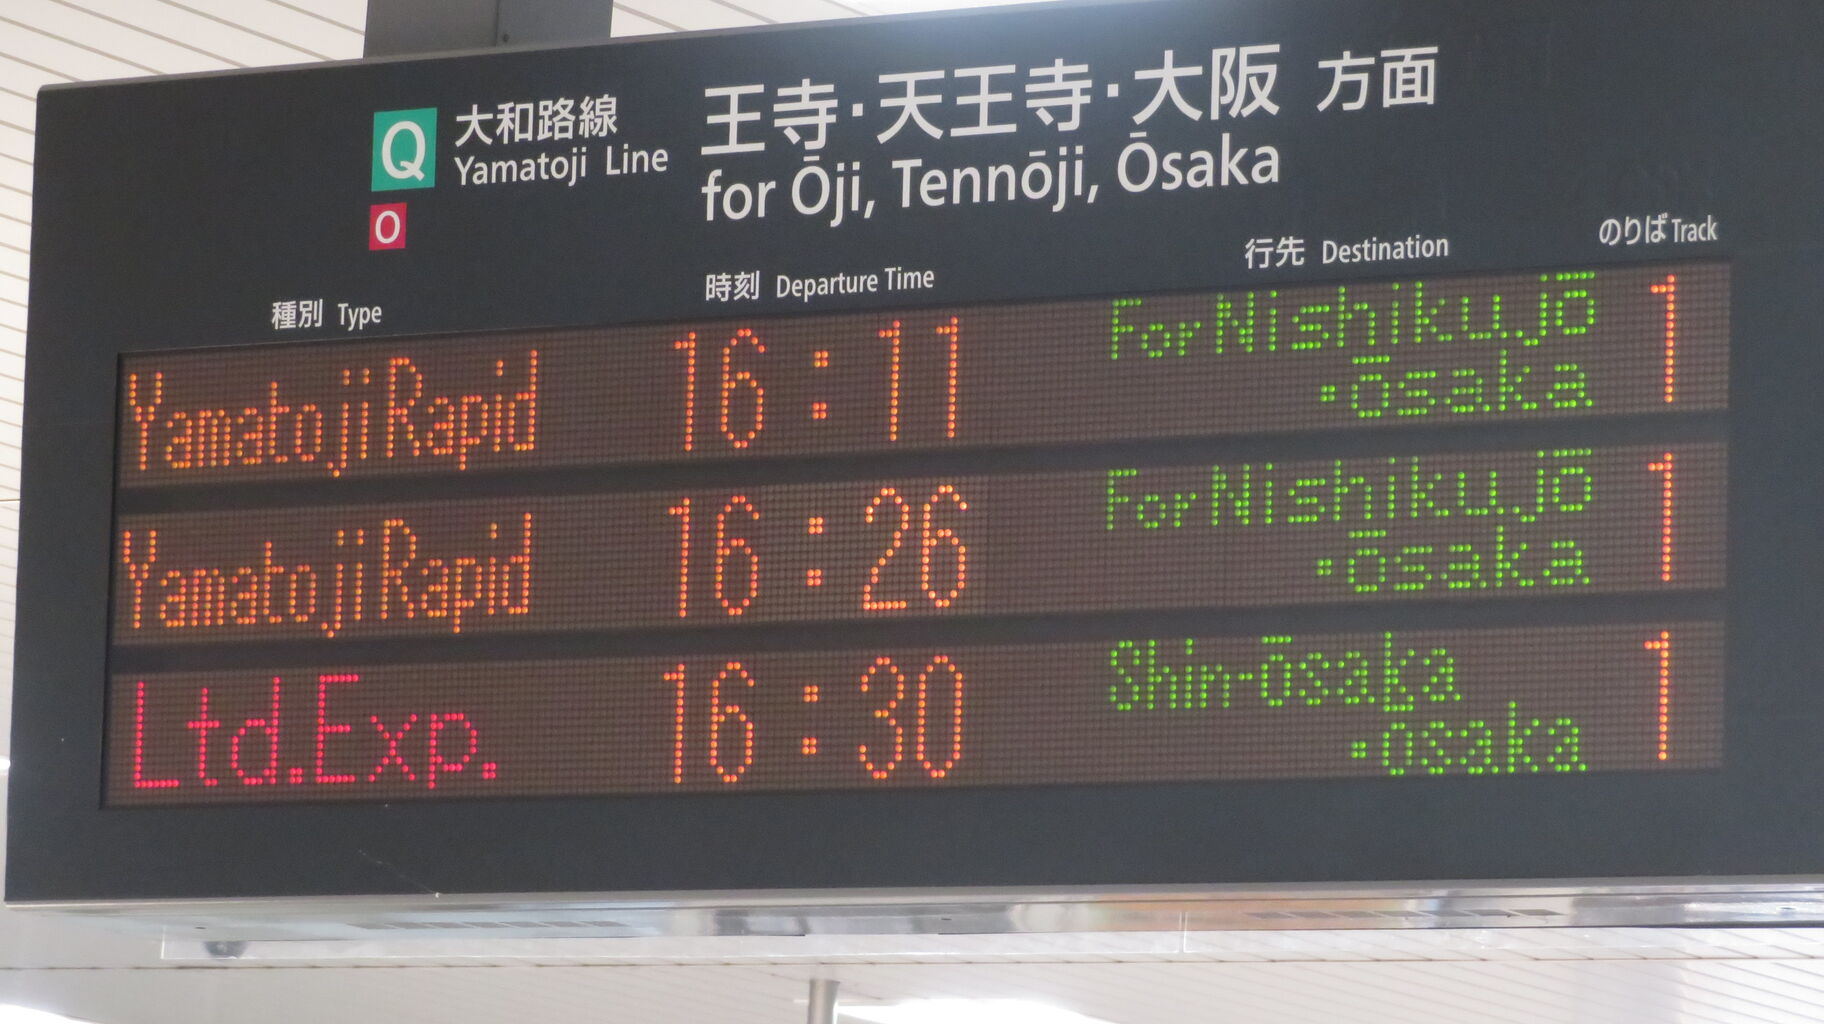 Q 大和路線 王寺・天王寺・大阪 方面
Yamatoji Line for Ōji, Tennōji, Ōsaka
O
種別 Type 時刻 Departure Time 行先 Destination のりば Track
Yamatoji Rapid 16:11 For Nishikujō 1
・ōsaka
Yamatoji Rapid 16:26 For Nishikujō 1
・ōsaka
Ltd.Exp. 16:30 Shin-ōsaka 1
・ōsaka